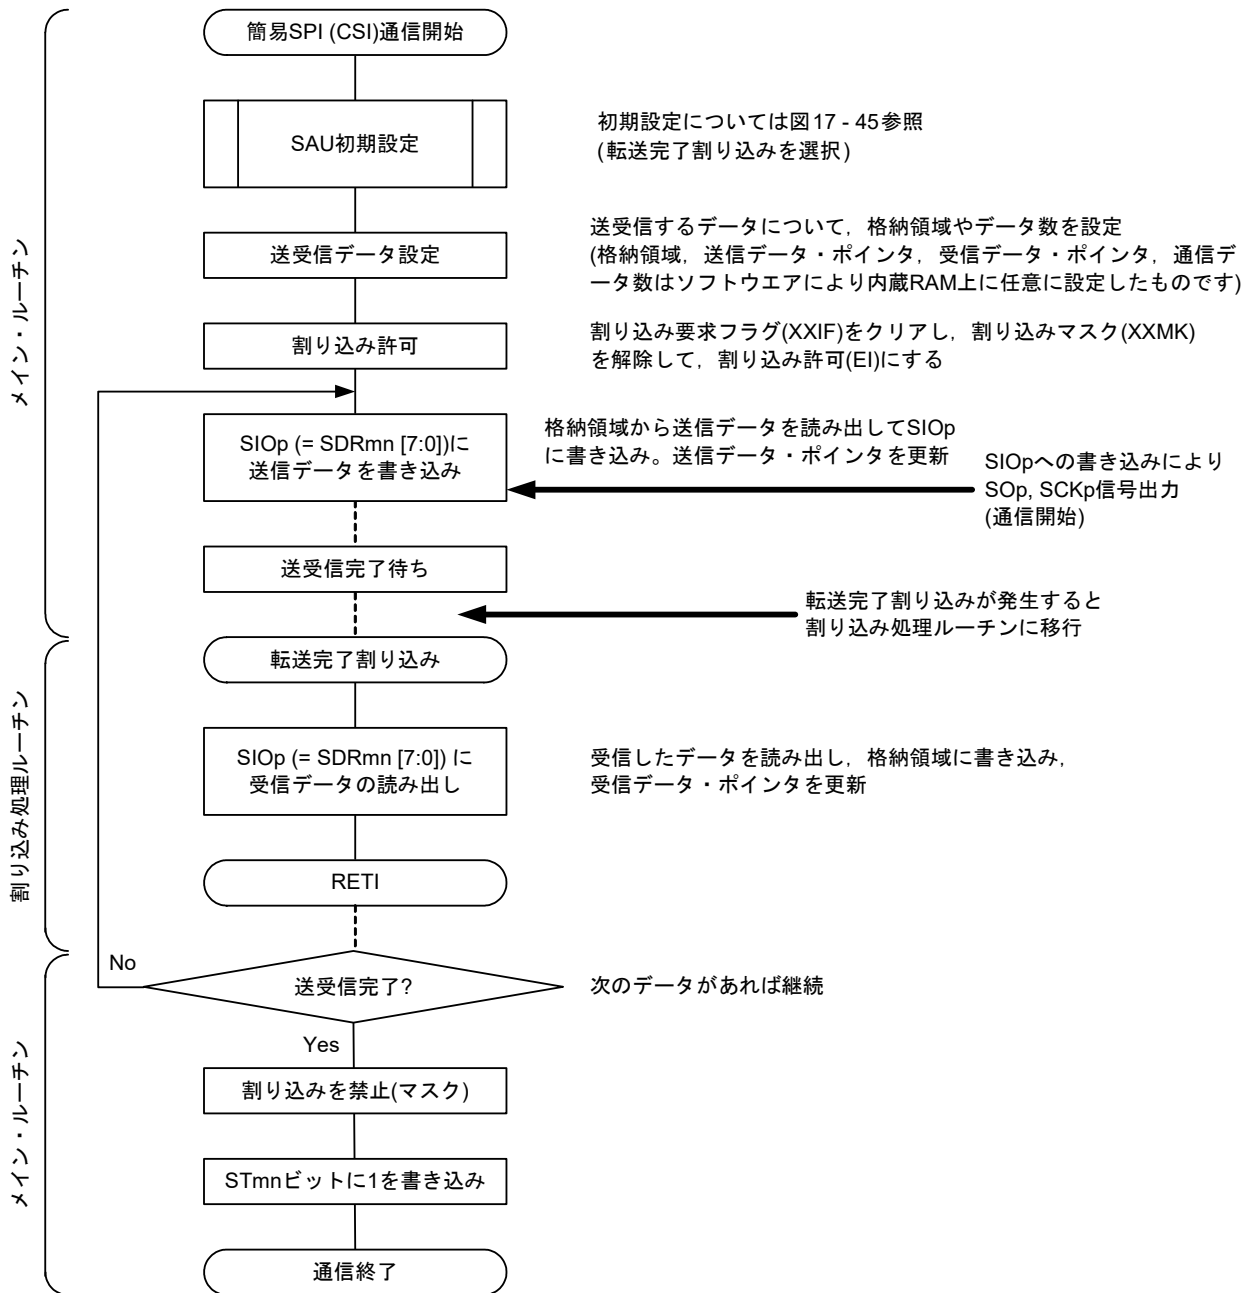 簡易SPI (CSI)通信開始
SAU初期設定
初期設定については図17 - 45参照
(転送完了割り込みを選択)
送受信データ設定
送受信するデータについて，格納領域やデータ数を設定
(格納領域，送信データ・ポインタ，受信データ・ポインタ，通信デ
ータ数はソフトウエアにより内蔵RAM上に任意に設定したものです)
割り込み許可
割り込み要求フラグ(XXIF)をクリアし，割り込みマスク(XXMK)
を解除して，割り込み許可(EI)にする
メイン・ルーチン
SIOp (= SDRmn [7:0])に
送信データを書き込み
格納領域から送信データを読み出してSIOp
に書き込み。送信データ・ポインタを更新
SIOpへの書き込みにより
SOp, SCKp信号出力
(通信開始)
送受信完了待ち
転送完了割り込みが発生すると
割り込み処理ルーチンに移行
転送完了割り込み
割り込み処理ルーチン
SIOp (= SDRmn [7:0]) に
受信データの読み出し
受信したデータを読み出し，格納領域に書き込み，
受信データ・ポインタを更新
RETI
No
送受信完了?
次のデータがあれば継続
Yes
メイン・ルーチン
割り込みを禁止(マスク)
STmnビットに1を書き込み
通信終了